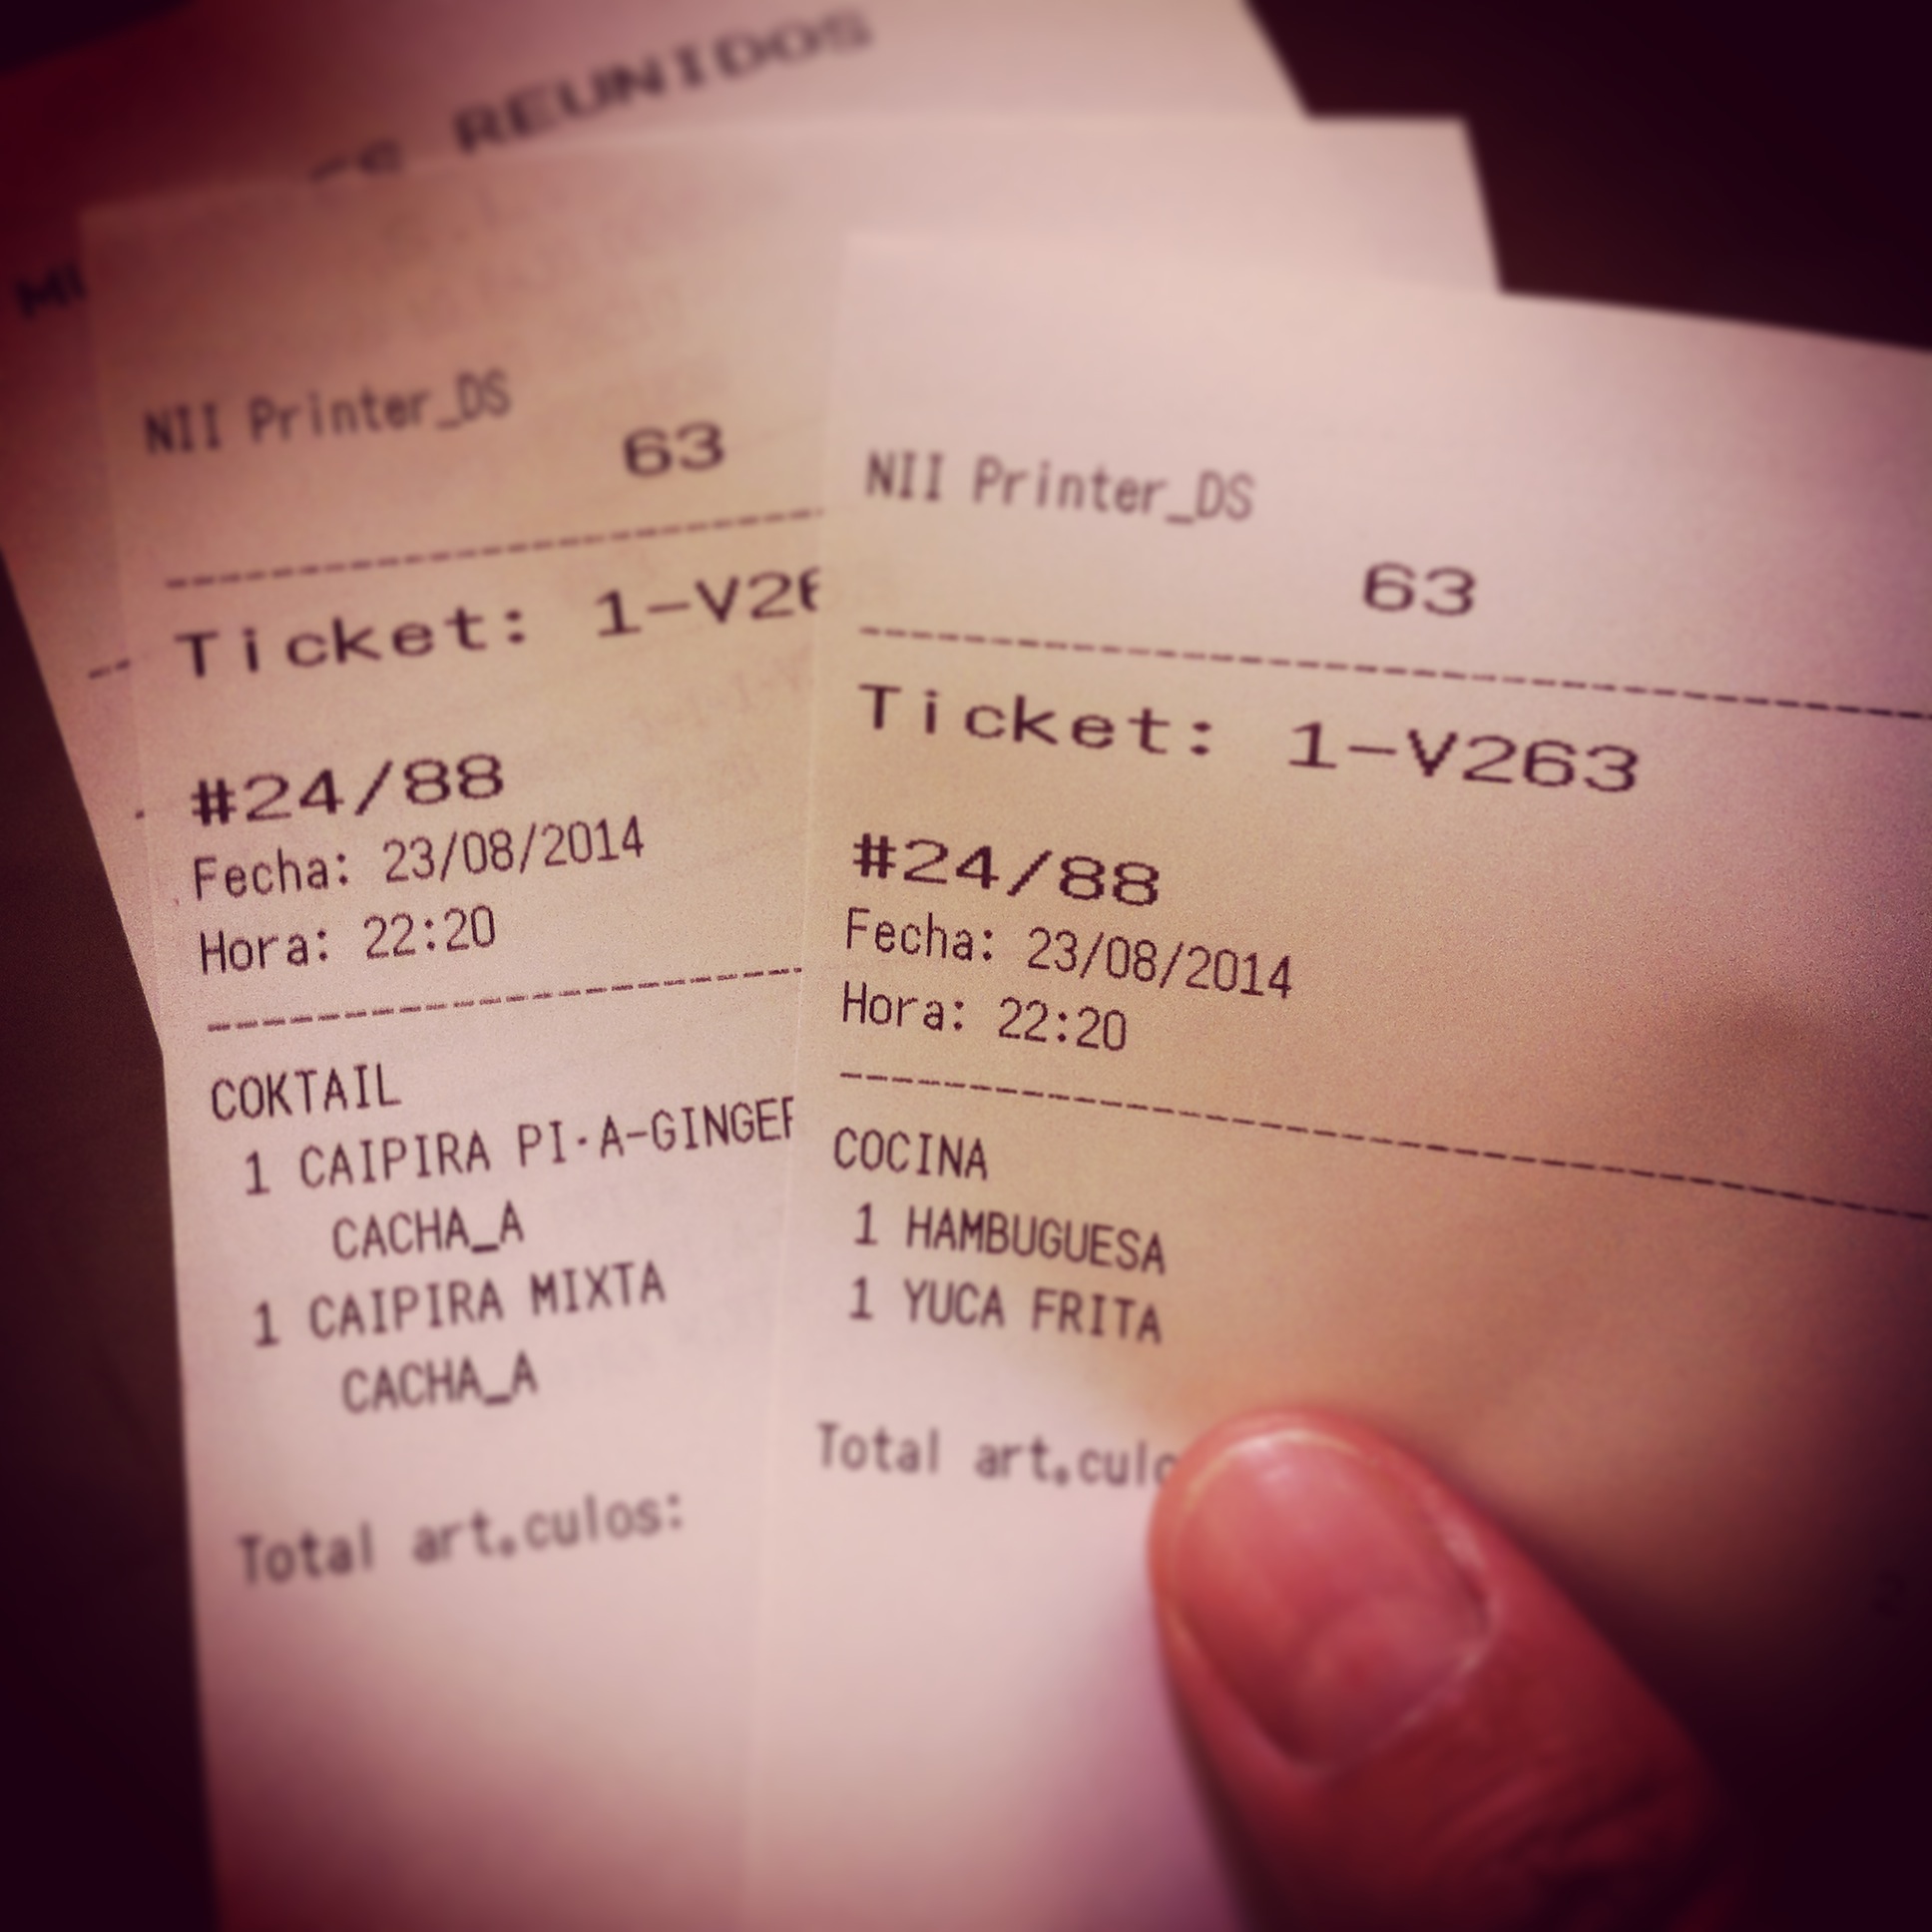 REUNIDOS
NII Printer_DS
63
Ticket: 1-V26
#24/88
Fecha: 23/08/2014
Hora: 22:20
COKTAIL
1 CAIPIRA PI·A-GINGER
CACHA_A
1 CAIPIRA MIXTA
CACHA_A
Total art.culos:
NII Printer_DS
63
Ticket: 1-V263
#24/88
Fecha: 23/08/2014
Hora: 22:20
COCINA
1 HAMBUGUESA
1 YUCA FRITA
Total art.culo